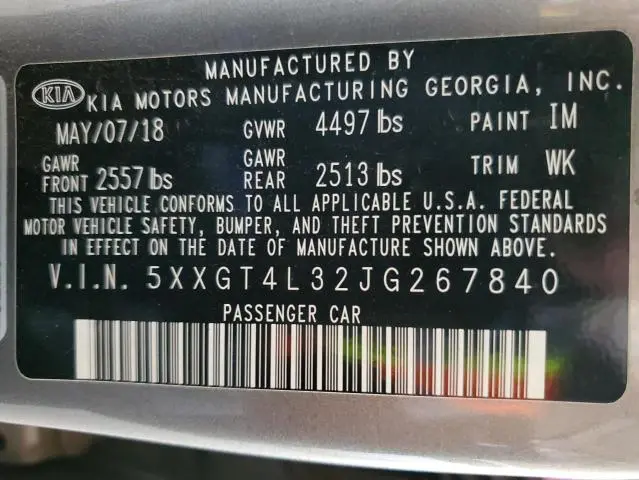 MANUFACTURED BY
KIA KIA MOTORS MANUFACTURING GEORGIA, INC.
MAY/07/18 GVWR 4497 lbs PAINT IM
GAWR FRONT 2557 lbs GAWR REAR 2513 lbs TRIM WK
THIS VEHICLE CONFORMS TO ALL APPLICABLE U.S.A. FEDERAL
MOTOR VEHICLE SAFETY, BUMPER, AND THEFT PREVENTION STANDARDS
IN EFFECT ON THE DATE OF MANUFACTURE SHOWN ABOVE.
V.I.N. 5XXGT4L32JG267840
PASSENGER CAR